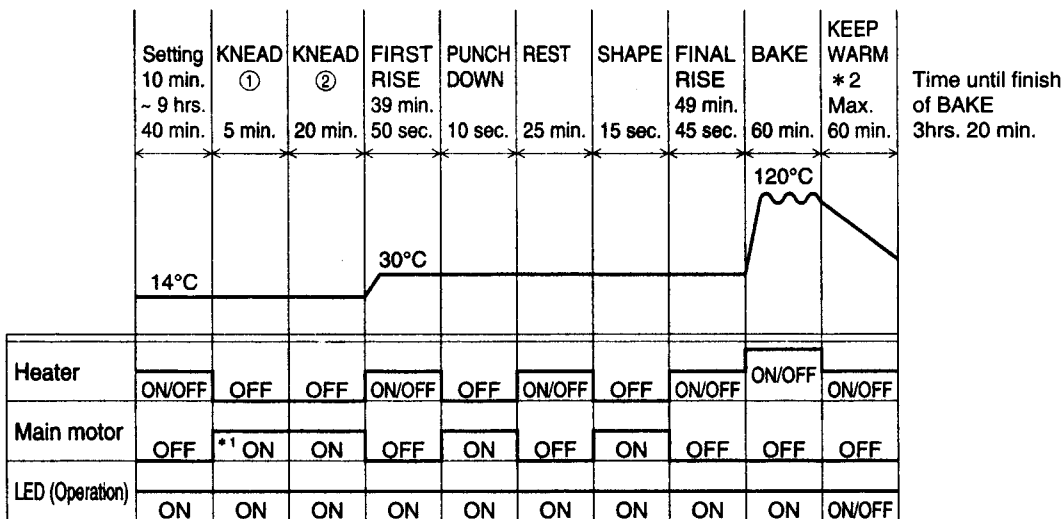 Setting
10 min.
~ 9 hrs.
40 min.
KNEAD
①
5 min.
KNEAD
②
20 min.
FIRST
RISE
39 min.
50 sec.
PUNCH
DOWN
10 sec.
REST
25 min.
SHAPE
15 sec.
FINAL
RISE
49 min.
45 sec.
BAKE
60 min.
KEEP
WARM
*2
Max.
60 min.
Time until finish
of BAKE
3hrs. 20 min.
120°C
30°C
14°C
Heater
ON/OFF OFF OFF ON/OFF OFF ON/OFF OFF ON/OFF ON/OFF ON/OFF
Main motor
OFF *1 ON ON OFF ON OFF ON OFF OFF OFF
LED (Operation)
ON ON ON ON ON ON ON ON ON ON/OFF